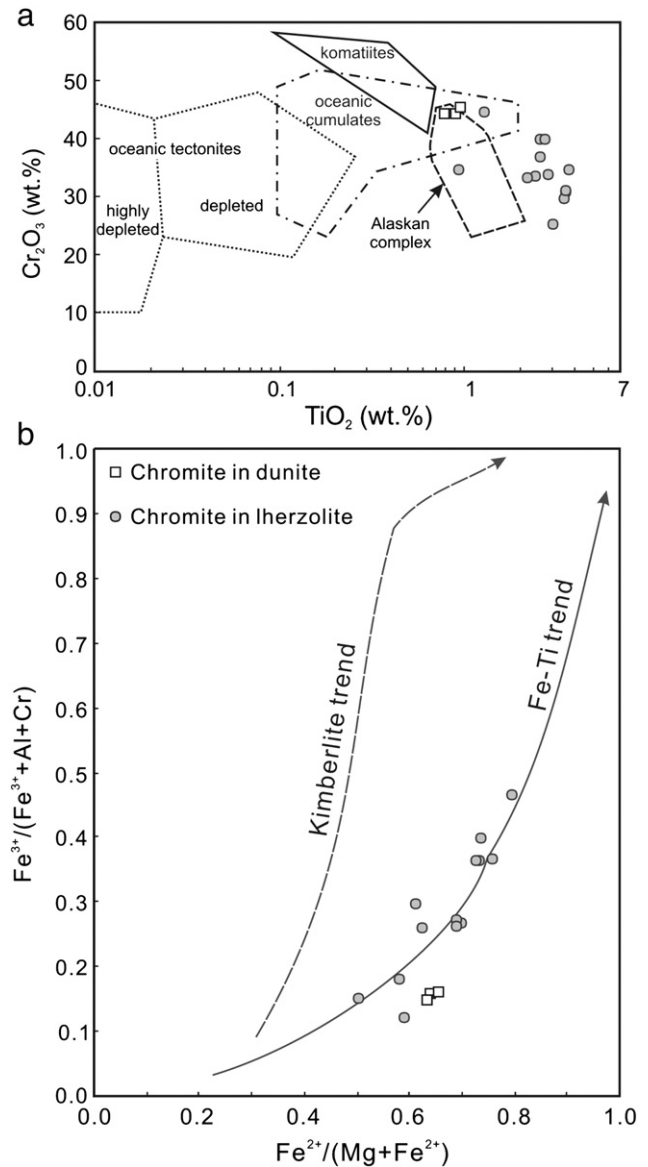 a
60
50
40
30
20
10
0
Cr₂O₃ (wt.%)
komatiites
oceanic
cumulates
oceanic tectonites
highly
depleted
depleted
Alaskan
complex
0.01
0.1
1
7
TiO₂ (wt.%)
b
1.0
0.9
0.8
0.7
0.6
0.5
0.4
0.3
0.2
0.1
0.0
Fe³⁺/(Fe³⁺+Al+Cr)
Chromite in dunite
Chromite in lherzolite
Kimberlite trend
Fe-Ti trend
0.0
0.2
0.4
0.6
0.8
1.0
Fe²⁺/(Mg+Fe²⁺)